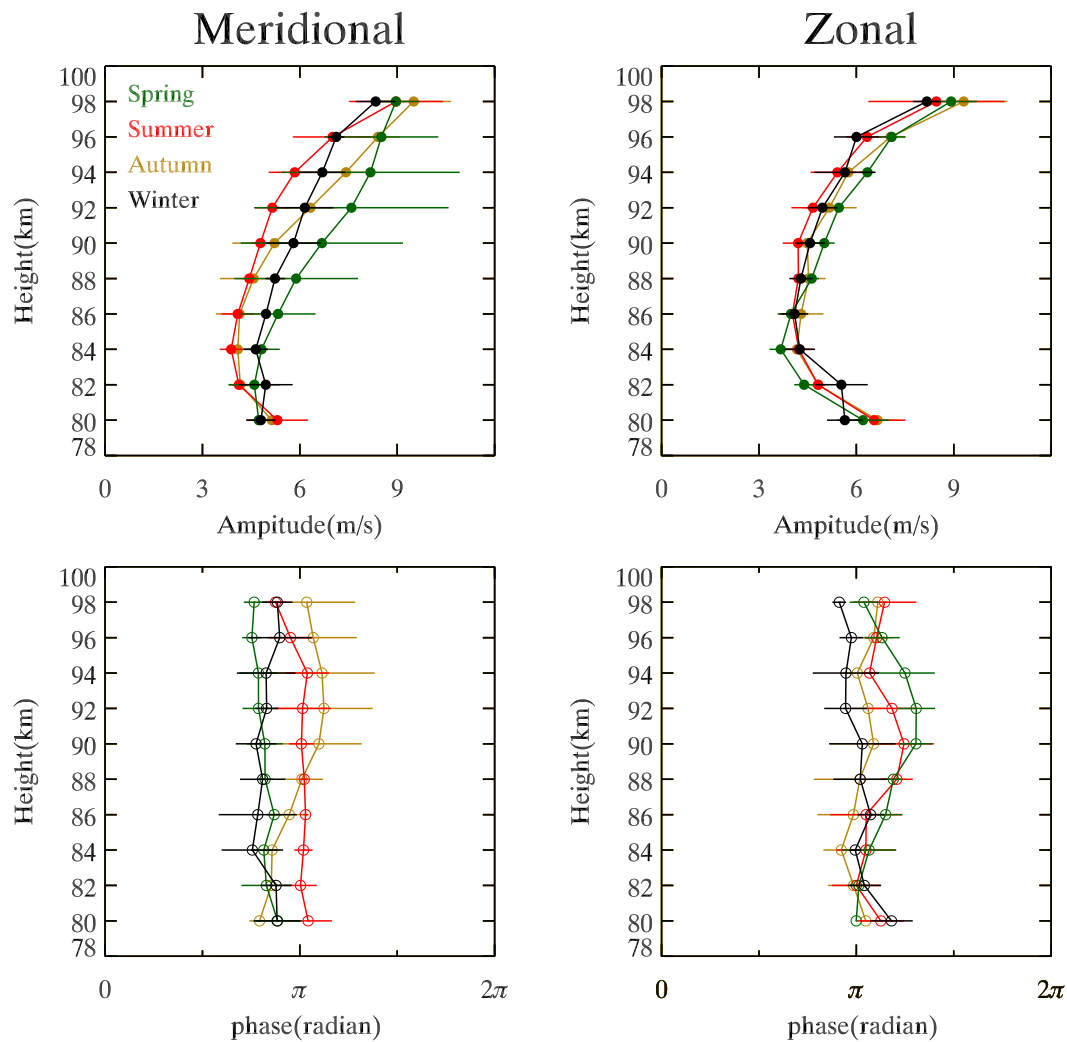 Meridional
Zonal
100
98
96
94
92
90
88
86
84
82
80
78
Height(km)
Spring
Summer
Autumn
Winter
0 3 6 9
Ampitude(m/s)
100
98
96
94
92
90
88
86
84
82
80
78
Height(km)
0 3 6 9
Ampitude(m/s)
100
98
96
94
92
90
88
86
84
82
80
78
Height(km)
0 π 2π
phase(radian)
100
98
96
94
92
90
88
86
84
82
80
78
Height(km)
0 π 2π
phase(radian)